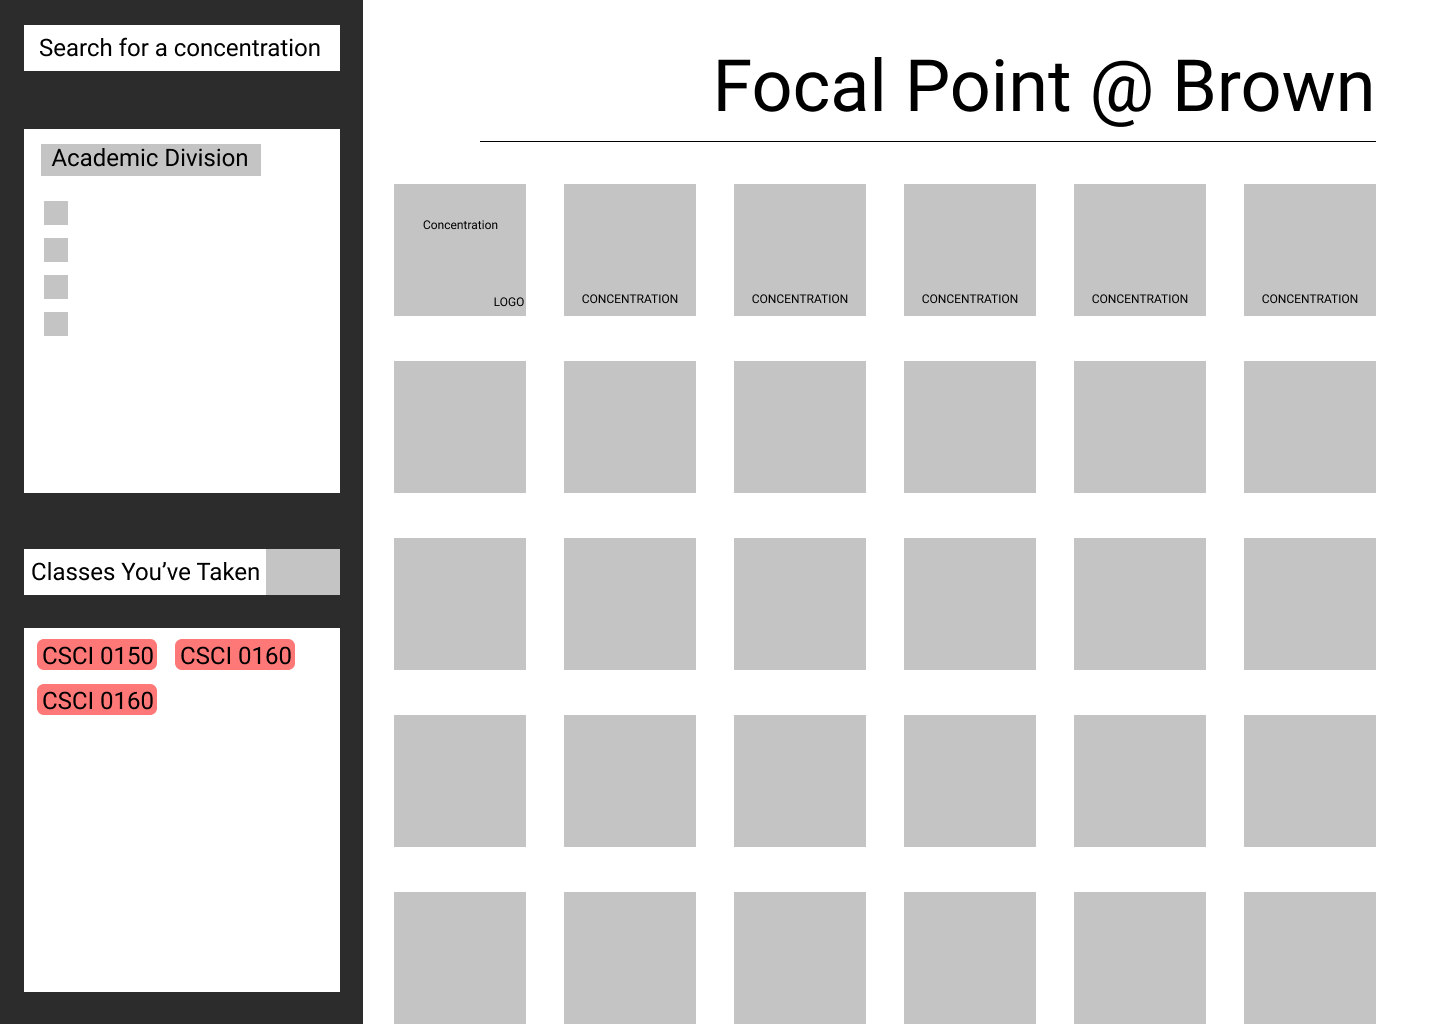 Search for a concentration
Academic Division
Classes You’ve Taken
CSCI 0150 CSCI 0160
CSCI 0160
Focal Point @ Brown
Concentration
LOGO
CONCENTRATION CONCENTRATION CONCENTRATION CONCENTRATION CONCENTRATION